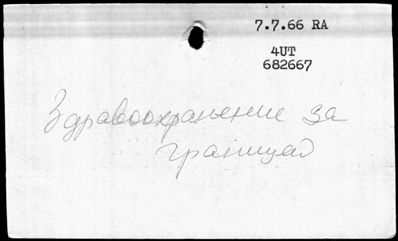 7.7.66 RA
4UT
682667
Здравоохранение за
границей